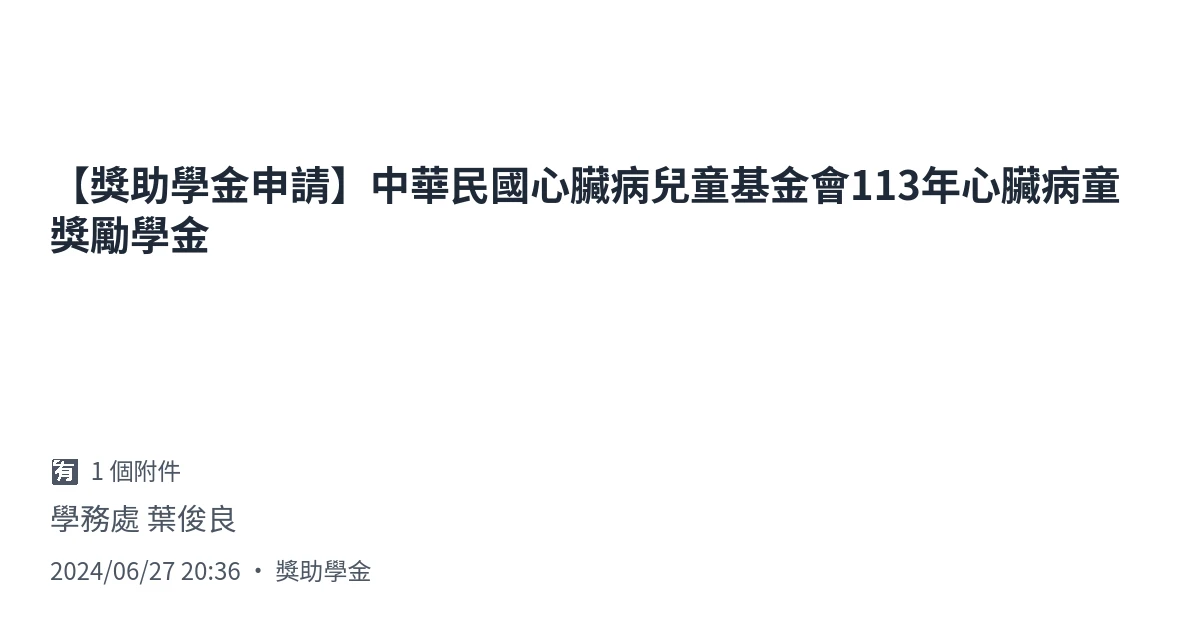 【獎助學金申請】中華民國心臟病兒童基金會113年心臟病童
獎勵學金
有 1 個附件
學務處 葉俊良
2024/06/27 20:36 • 獎助學金